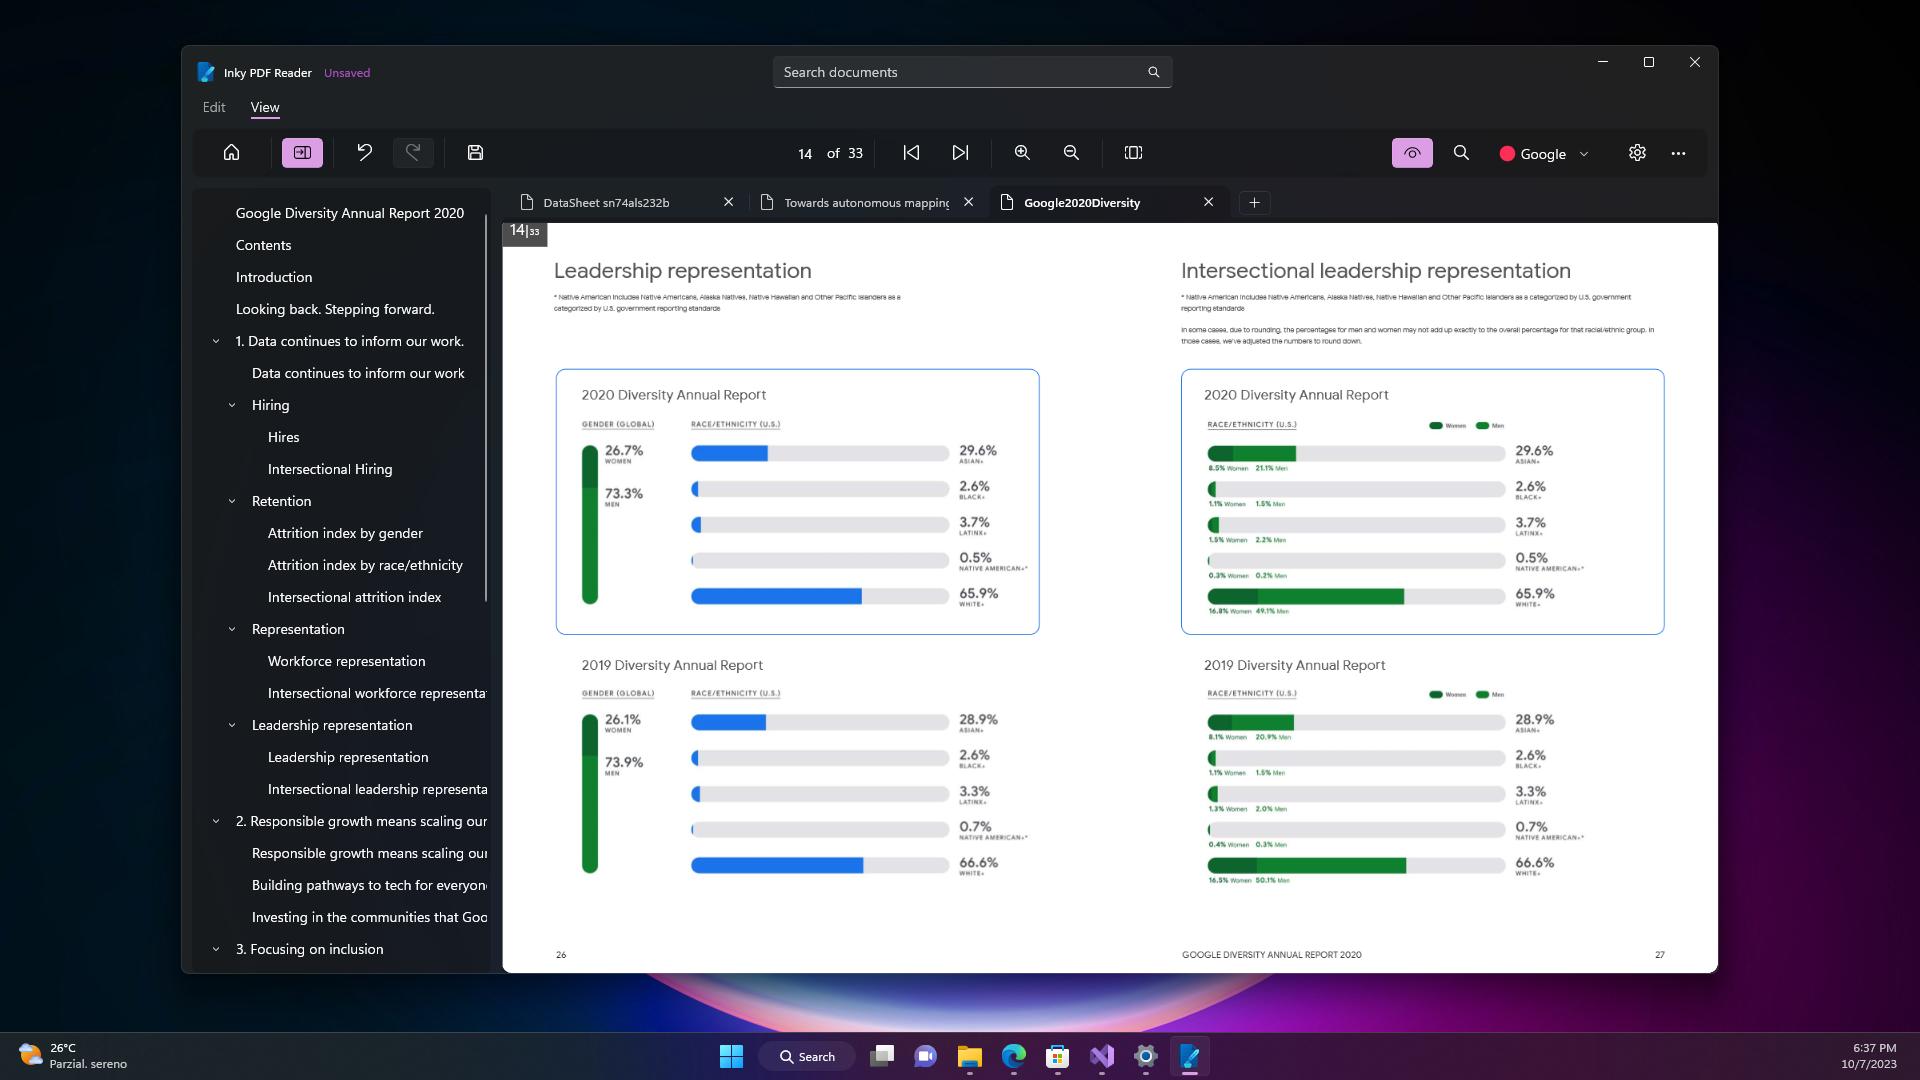 Inky PDF Reader Unsaved
Search documents
Edit View
14 of 33
Google
DataSheet sn74als232b
Towards autonomous mapping
Google2020Diversity
Google Diversity Annual Report 2020
Contents
Introduction
Looking back. Stepping forward.
1. Data continues to inform our work.
Data continues to inform our work
Hiring
Hires
Intersectional Hiring
Retention
Attrition index by gender
Attrition index by race/ethnicity
Intersectional attrition index
Representation
Workforce representation
Intersectional workforce representa
Leadership representation
Leadership representation
Intersectional leadership representa
2. Responsible growth means scaling our
Responsible growth means scaling our
Building pathways to tech for everyon
Investing in the communities that Goo
3. Focusing on inclusion
14|33
Leadership representation
* Native American includes Native Americans, Alaska Natives, Native Hawaiian and Other Pacific Islanders as a
categorized by U.S. government reporting standards
2020 Diversity Annual Report
GENDER (GLOBAL) RACE/ETHNICITY (U.S.)
26.7%
WOMEN
73.3%
MEN
29.6%
ASIAN+
2.6%
BLACK+
3.7%
LATINX+
0.5%
NATIVE AMERICAN+*
65.9%
WHITE+
2019 Diversity Annual Report
GENDER (GLOBAL) RACE/ETHNICITY (U.S.)
26.1%
WOMEN
73.9%
MEN
28.9%
ASIAN+
2.6%
BLACK+
3.3%
LATINX+
0.7%
NATIVE AMERICAN+*
66.6%
WHITE+
26
Intersectional leadership representation
* Native American includes Native Americans, Alaska Natives, Native Hawaiian and Other Pacific Islanders as a categorized by U.S. government
reporting standards
In some cases, due to rounding, the percentages for men and women may not add up exactly to the overall percentage for that racial/ethnic group. In
those cases, we've adjusted the numbers to round down.
2020 Diversity Annual Report
RACE/ETHNICITY (U.S.) Women Men
29.6%
ASIAN+
8.5% Women 21.1% Men
2.6%
BLACK+
1.1% Women 1.5% Men
3.7%
LATINX+
1.5% Women 2.2% Men
0.5%
NATIVE AMERICAN+*
0.3% Women 0.2% Men
65.9%
WHITE+
16.8% Women 49.1% Men
2019 Diversity Annual Report
RACE/ETHNICITY (U.S.) Women Men
28.9%
ASIAN+
8.1% Women 20.9% Men
2.6%
BLACK+
1.1% Women 1.5% Men
3.3%
LATINX+
1.3% Women 2.0% Men
0.7%
NATIVE AMERICAN+*
0.4% Women 0.3% Men
66.6%
WHITE+
16.5% Women 50.1% Men
GOOGLE DIVERSITY ANNUAL REPORT 2020 27
26°C
Parzial. sereno
Search
6:37 PM
10/7/2023